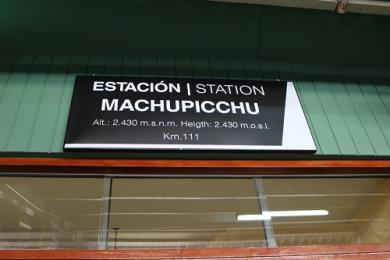 ESTACIÓN | STATION
MACHUPICCHU
Alt.: 2.430 m.s.n.m. Heigth: 2.430 m.o.s.l.
Km.111